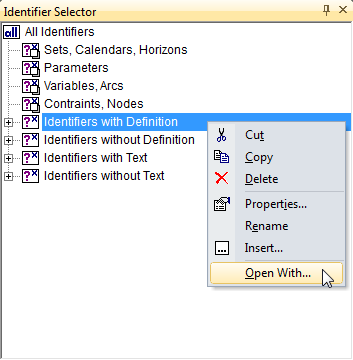 Identifier Selector
all All Identifiers
Sets, Calendars, Horizons
Parameters
Variables, Arcs
Contraints, Nodes
Identifiers with Definition
Identifiers without Definition
Identifiers with Text
Identifiers without Text
Cut
Copy
Delete
Properties...
Rename
Insert...
Open With...